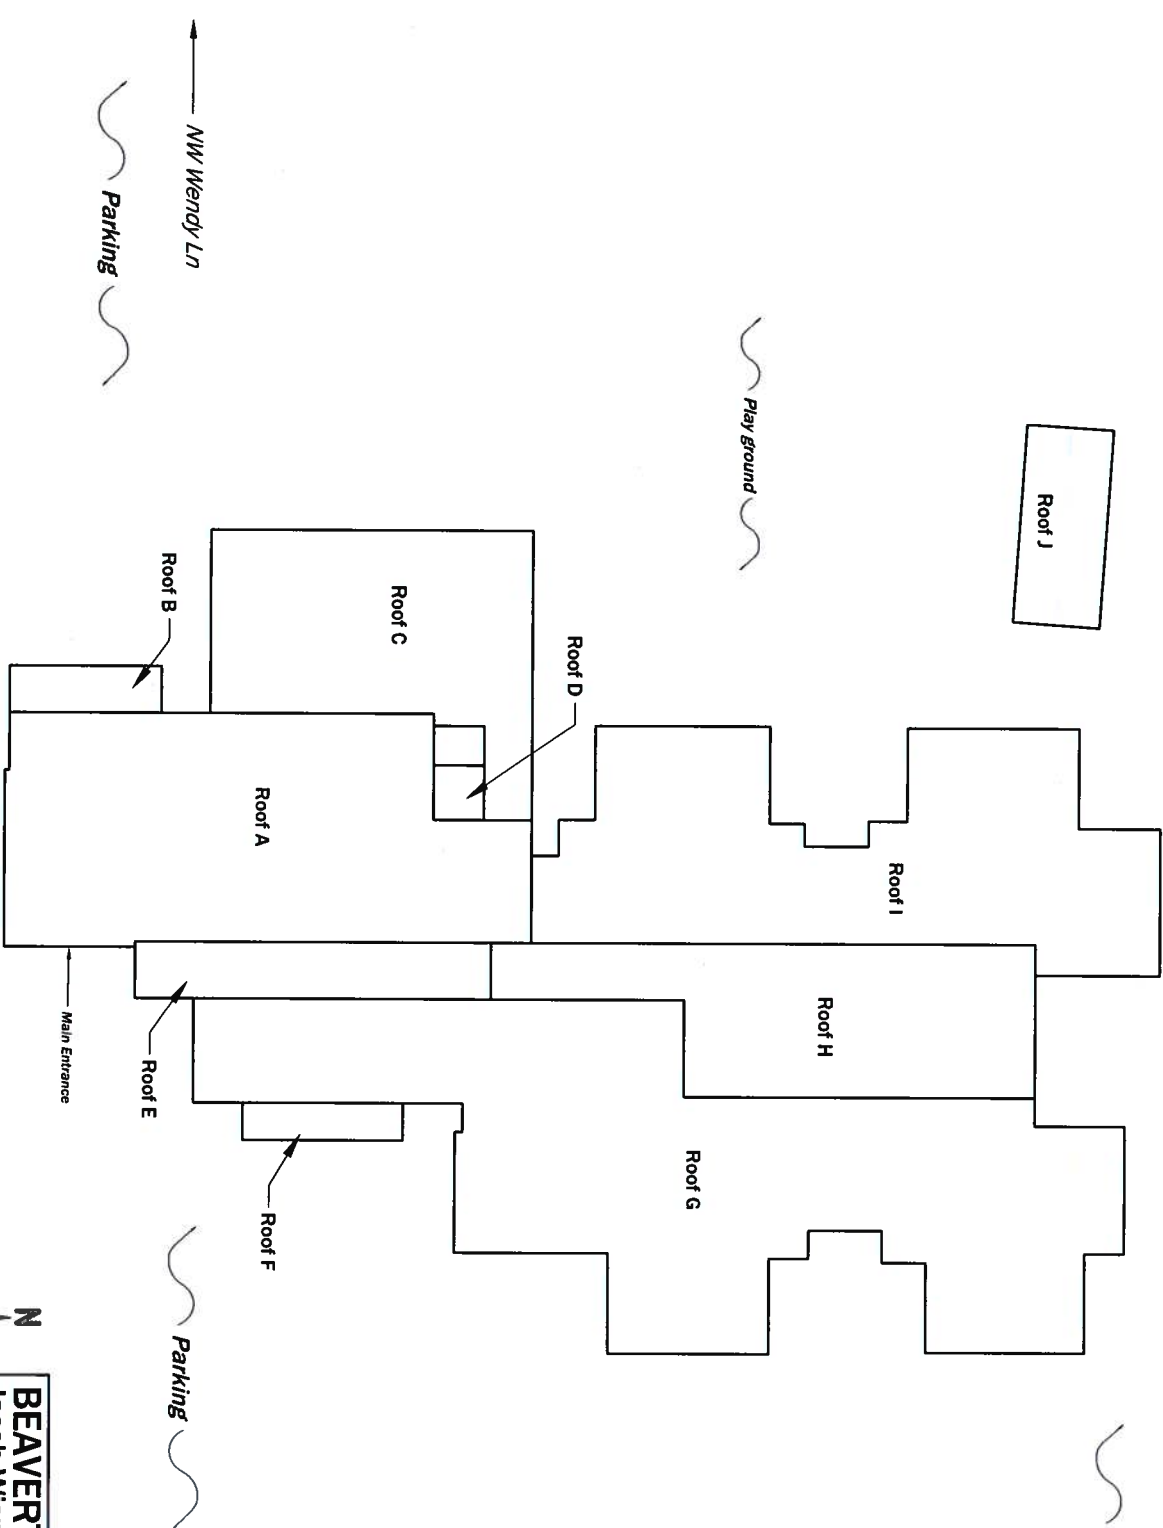 Roof J
Play ground
NW Wendy Ln
Parking
Roof I
Roof D
Roof C
Roof B
Roof H
Roof A
Roof G
Main Entrance
Roof E
Roof F
Parking
N